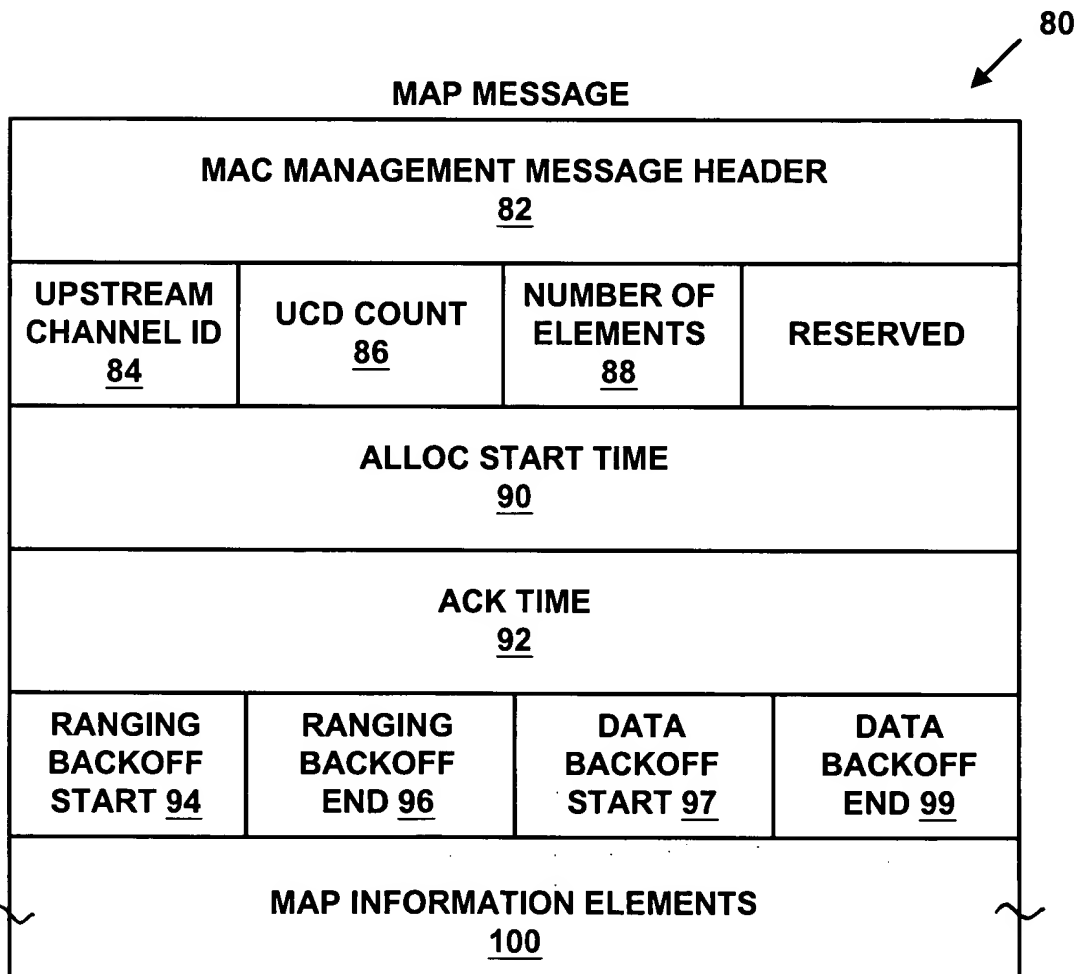 80
MAP MESSAGE
MAC MANAGEMENT MESSAGE HEADER
82
UPSTREAM CHANNEL ID
84
UCD COUNT
86
NUMBER OF ELEMENTS
88
RESERVED
ALLOC START TIME
90
ACK TIME
92
RANGING
BACKOFF
START 94
RANGING
BACKOFF
END 96
DATA
BACKOFF
START 97
DATA
BACKOFF
END 99
MAP INFORMATION ELEMENTS
100